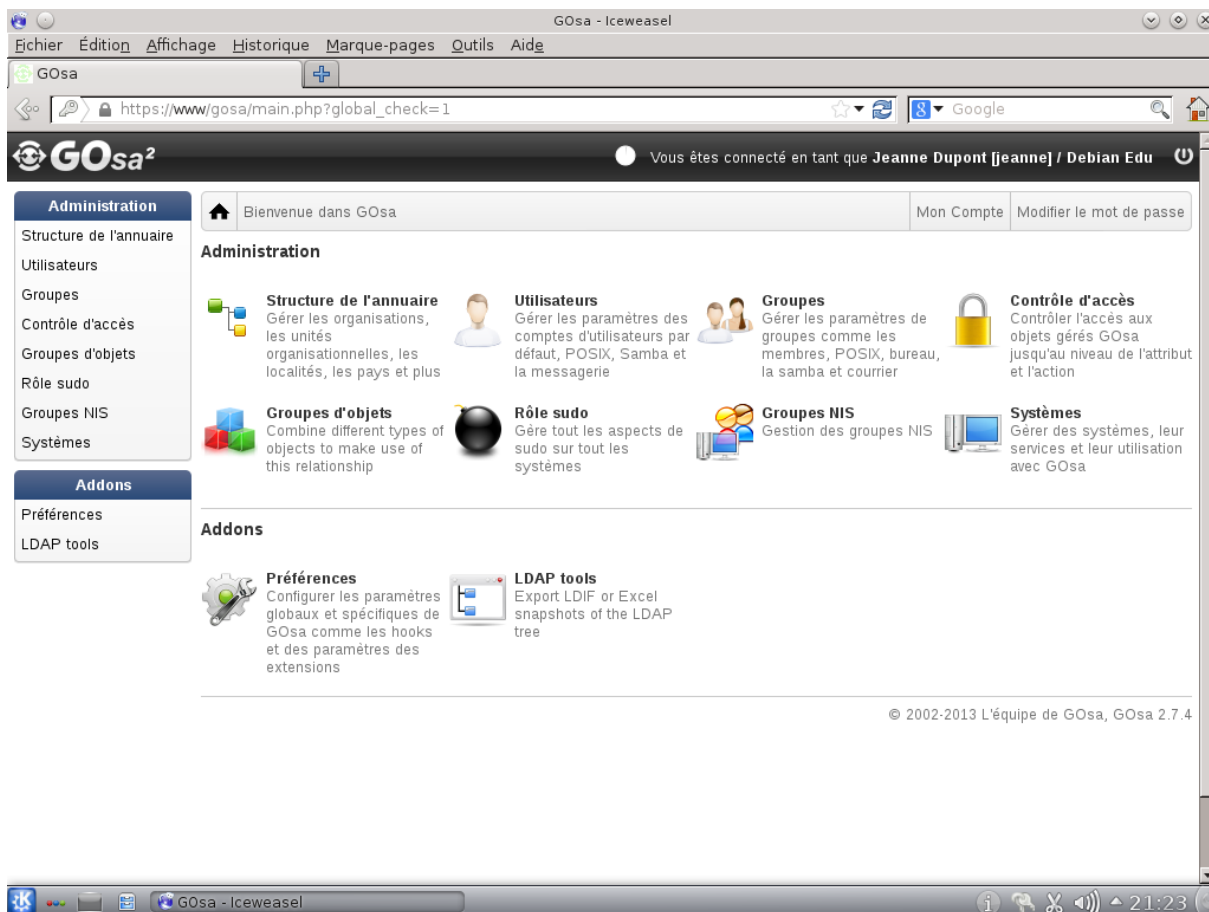 GOsa - Iceweasel
Fichier Édition Affichage Historique Marque-pages Outils Aide
GOsa
https://www/gosa/main.php?global_check=1
Google
GOsa²
Vous êtes connecté en tant que Jeanne Dupont [jeanne] / Debian Edu
Administration
Structure de l'annuaire
Utilisateurs
Groupes
Contrôle d'accès
Groupes d'objets
Rôle sudo
Groupes NIS
Systèmes
Addons
Préférences
LDAP tools
Bienvenue dans GOsa
Mon Compte
Modifier le mot de passe
Administration
Structure de l'annuaire
Gérer les organisations,
les unités
organisationnelles, les
localités, les pays et plus
Utilisateurs
Gérer les paramètres des
comptes d'utilisateurs par
défaut, POSIX, Samba et
la messagerie
Groupes
Gérer les paramètres de
groupes comme les
membres, POSIX, bureau,
la samba et courrier
Contrôle d'accès
Contrôler l'accès aux
objets gérés GOsa
jusqu'au niveau de l'attribut
et l'action
Groupes d'objets
Combine different types of
objects to make use of
this relationship
Rôle sudo
Gère tout les aspects de
sudo sur tout les
systèmes
Groupes NIS
Gestion des groupes NIS
Systèmes
Gérer des systèmes, leur
services et leur utilisation
avec GOsa
Addons
Préférences
Configurer les paramètres
globaux et spécifiques de
GOsa comme les hooks
et des paramètres des
extensions
LDAP tools
Export LDIF or Excel
snapshots of the LDAP
tree
© 2002-2013 L'équipe de GOsa, GOsa 2.7.4
GOsa - Iceweasel
21:23